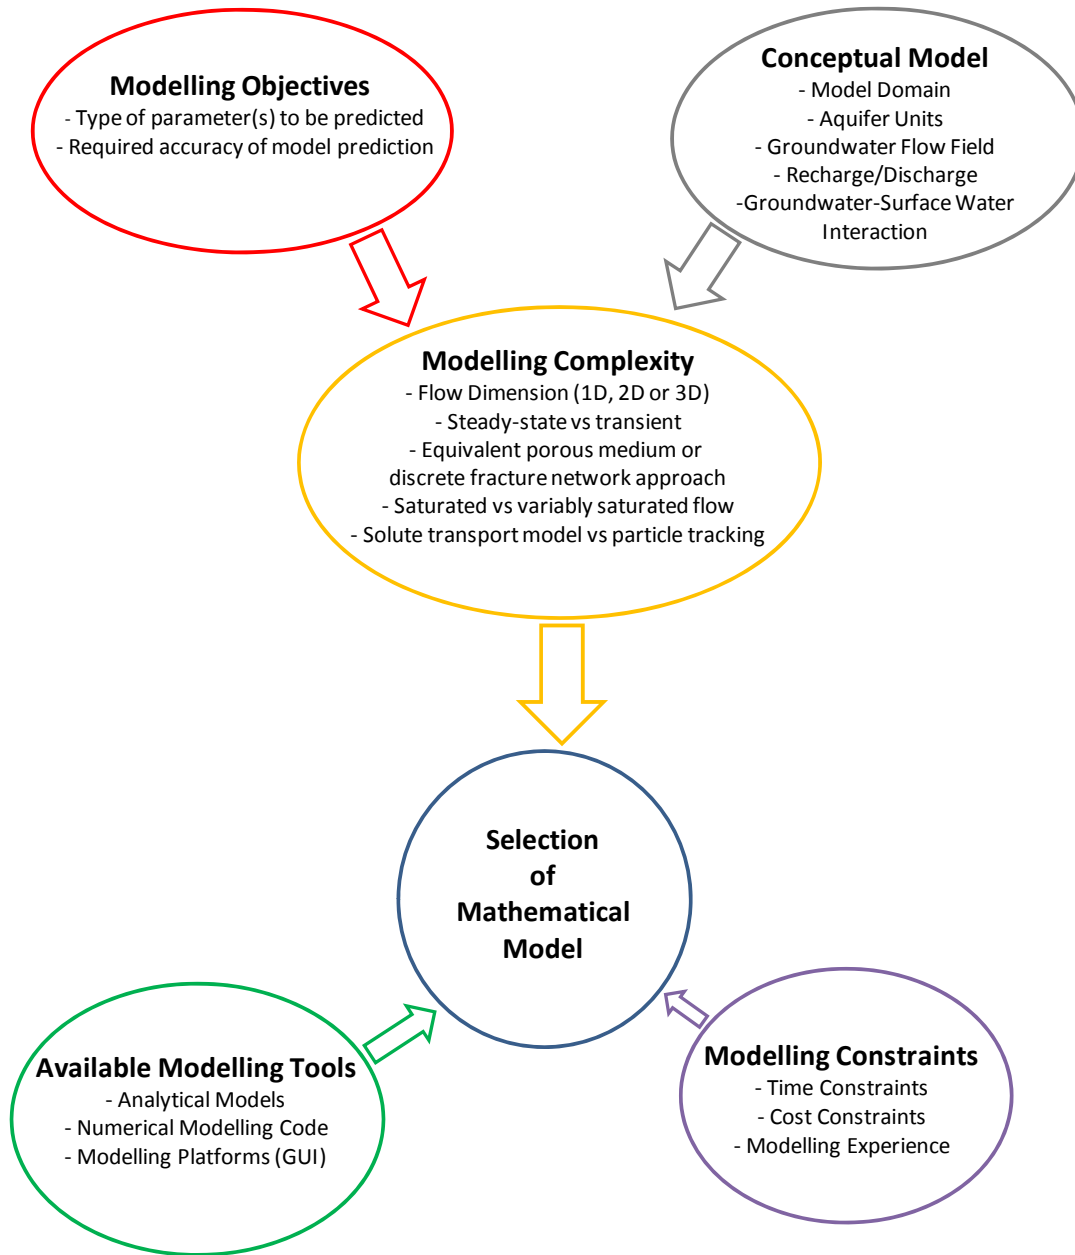 Modelling Objectives
- Type of parameter(s) to be predicted
- Required accuracy of model prediction
Conceptual Model
- Model Domain
- Aquifer Units
- Groundwater Flow Field
- Recharge/Discharge
-Groundwater-Surface Water
Interaction
Modelling Complexity
- Flow Dimension (1D, 2D or 3D)
- Steady-state vs transient
- Equivalent porous medium or
discrete fracture network approach
- Saturated vs variably saturated flow
- Solute transport model vs particle tracking
Selection
of
Mathematical
Model
Available Modelling Tools
- Analytical Models
- Numerical Modelling Code
- Modelling Platforms (GUI)
Modelling Constraints
- Time Constraints
- Cost Constraints
- Modelling Experience